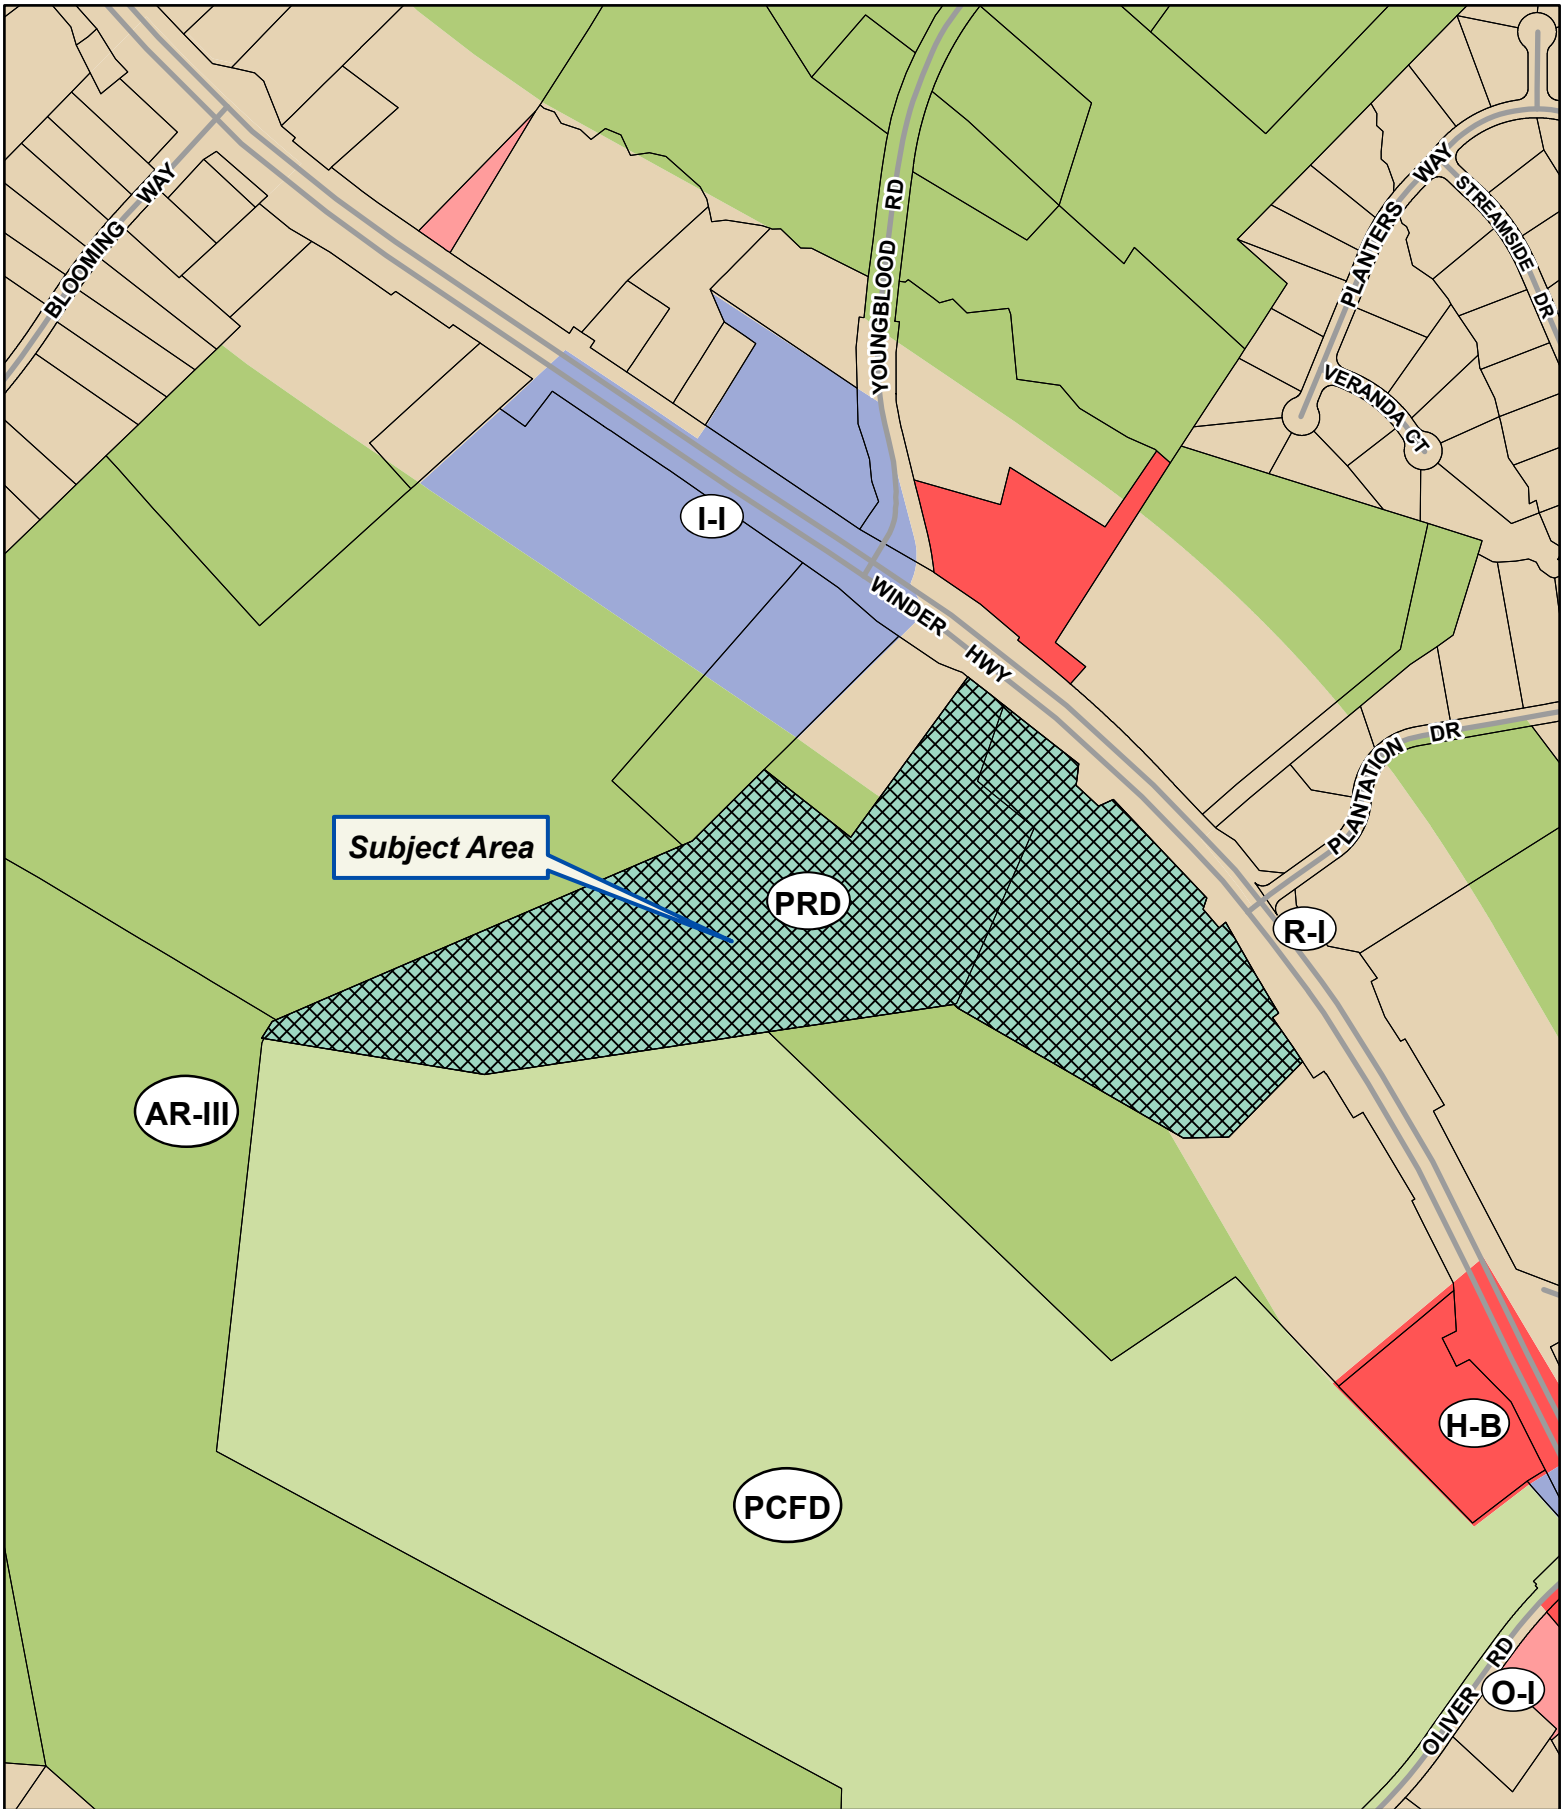 BLOOMING WAY
YOUNGBLOOD RD
PLANTERS WAY
STREAMSIDE DR
VERANDA CT
I-I
WINDER HWY
PLANTATION DR
Subject Area
PRD
R-I
AR-III
H-B
PCFD
OLIVER RD
O-I